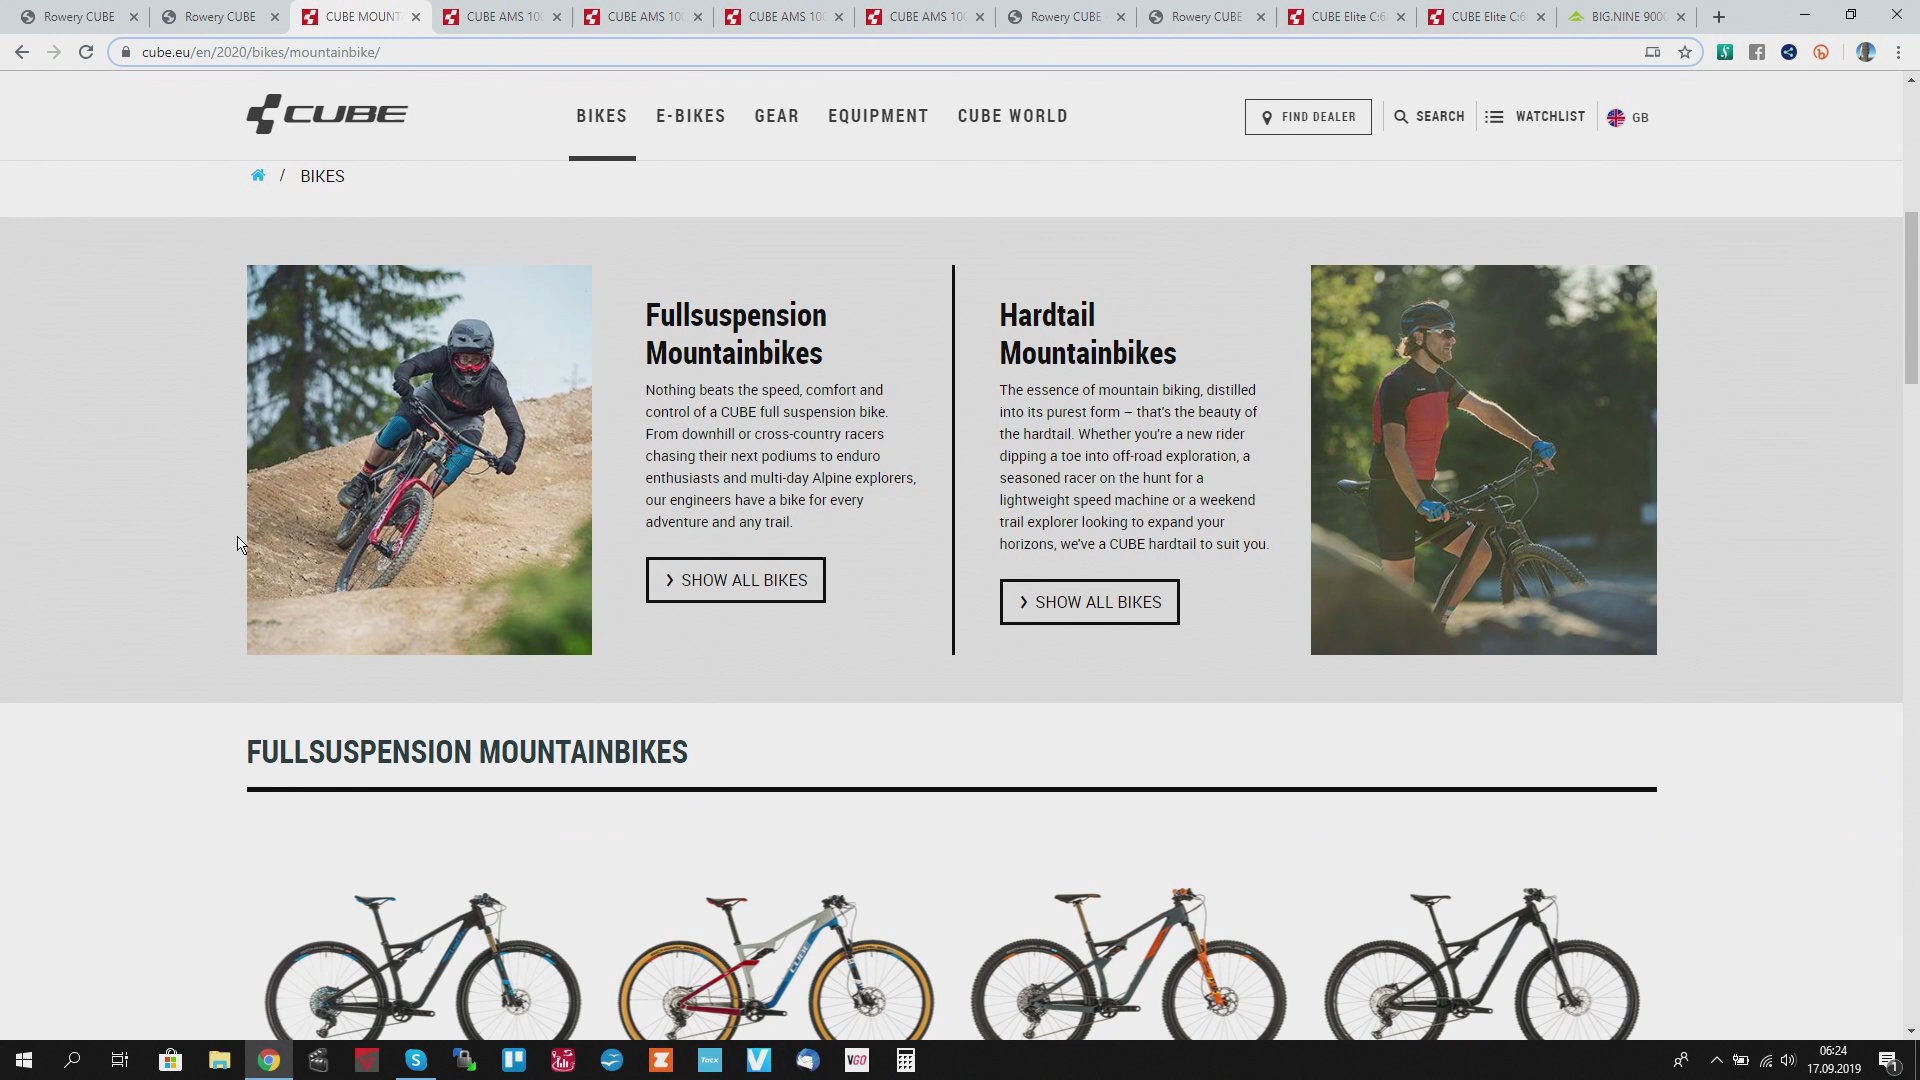 Rowery CUBE
Rowery CUBE
CUBE MOUNT
CUBE AMS 100
CUBE AMS 100
CUBE AMS 100
CUBE AMS 100
Rowery CUBE
Rowery CUBE
CUBE Elite C:6
CUBE Elite C:6
BIG.NINE 9000
cube.eu/en/2020/bikes/mountainbike/
CUBE
BIKES
E-BIKES
GEAR
EQUIPMENT
CUBE WORLD
FIND DEALER
SEARCH
WATCHLIST
GB
/ BIKES
Fullsuspension
Mountainbikes
Nothing beats the speed, comfort and
control of a CUBE full suspension bike.
From downhill or cross-country racers
chasing their next podiums to enduro
enthusiasts and multi-day Alpine explorers,
our engineers have a bike for every
adventure and any trail.
SHOW ALL BIKES
Hardtail
Mountainbikes
The essence of mountain biking, distilled
into its purest form – that's the beauty of
the hardtail. Whether you're a new rider
dipping a toe into off-road exploration, a
seasoned racer on the hunt for a
lightweight speed machine or a weekend
trail explorer looking to expand your
horizons, we've a CUBE hardtail to suit you.
SHOW ALL BIKES
FULLSUSPENSION MOUNTAINBIKES
CUBE
Tacx
VGO
06:24
17.09.2019
1